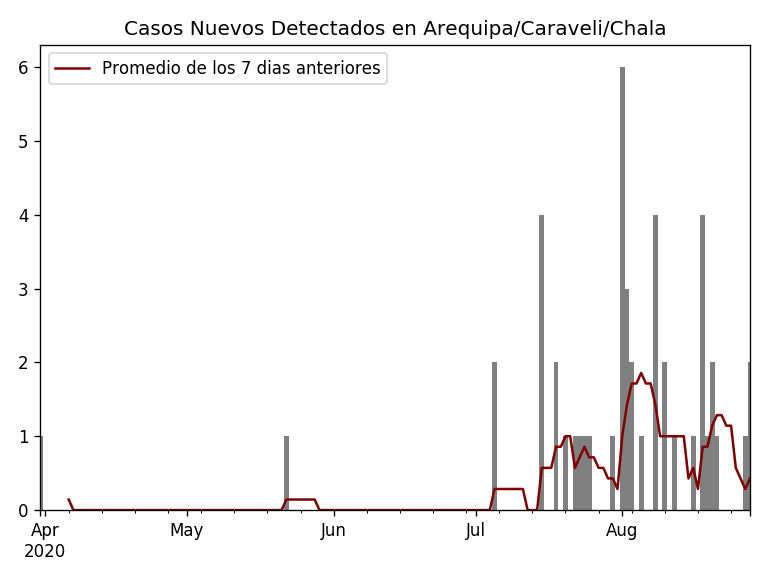 Casos Nuevos Detectados en Arequipa/Caraveli/Chala
Promedio de los 7 dias anteriores
6
5
4
3
2
1
0
Apr May Jun Jul Aug
2020